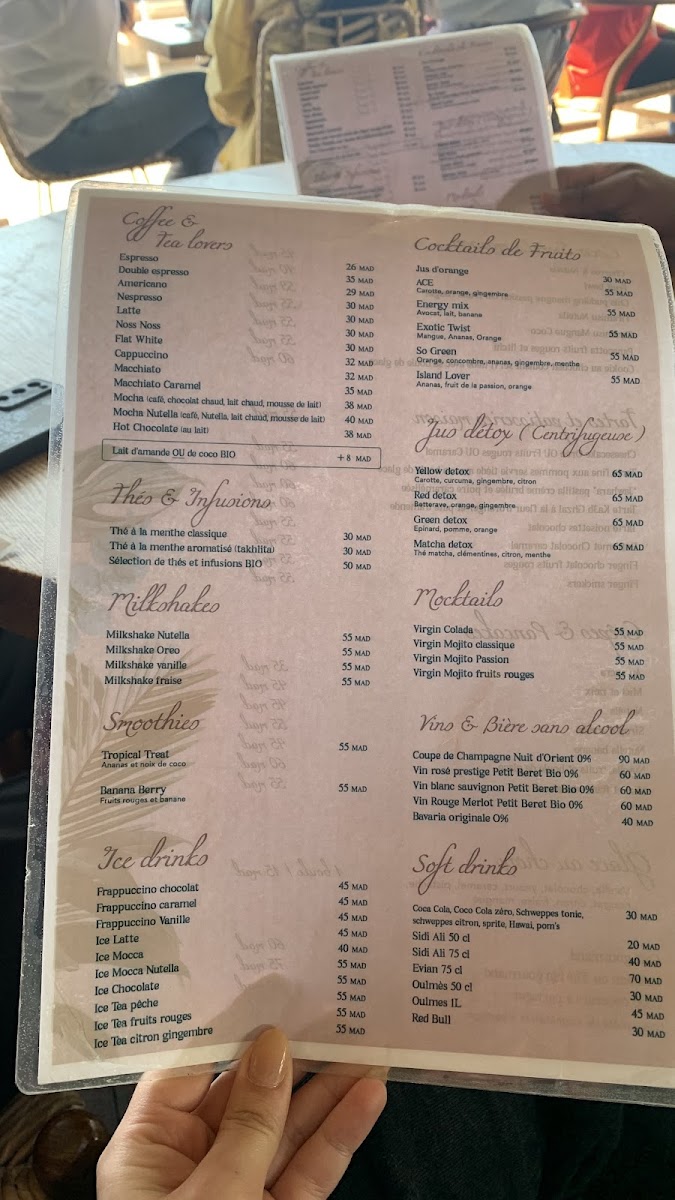 Coffee &
Tea lovers
Espresso 26 MAD
Double espresso 35 MAD
Americano 29 MAD
Nespresso 30 MAD
Latte 30 MAD
Noss Noss 30 MAD
Flat White 30 MAD
Cappuccino 32 MAD
Macchiato 32 MAD
Macchiato Caramel 35 MAD
Mocha (café, chocolat chaud, lait chaud, mousse de lait) 38 MAD
Mocha Nutella (café, Nutella, lait chaud, mousse de lait) 40 MAD
Hot Chocolate (au lait) 38 MAD
Lait d'amande OU de coco BIO +8 MAD
Thés & Infusions
Thé à la menthe classique 30 MAD
Thé à la menthe aromatisé (takhlita) 30 MAD
Sélection de thés et infusions BIO 50 MAD
Milkshakes
Milkshake Nutella 55 MAD
Milkshake Oreo 55 MAD
Milkshake vanille 55 MAD
Milkshake fraise 55 MAD
Smoothies
Tropical Treat 55 MAD
Ananas et noix de coco
Banana Berry 55 MAD
Fruits rouges et banane
Ice drinks
Frappuccino chocolat 45 MAD
Frappuccino caramel 45 MAD
Frappuccino Vanille 45 MAD
Ice Latte 45 MAD
Ice Mocca 40 MAD
Ice Mocca Nutella 55 MAD
Ice Chocolate 55 MAD
Ice Tea pêche 55 MAD
Ice Tea fruits rouges 55 MAD
Ice Tea citron gingembre 55 MAD
Cocktails de Fruits
Jus d'orange 30 MAD
ACE 55 MAD
Carotte, orange, gingembre
Energy mix 55 MAD
Avocat, lait, banane
Exotic Twist 55 MAD
Mangue, Ananas, Orange
So Green 55 MAD
Orange, concombre, ananas, gingembre, menthe
Island Lover 55 MAD
Ananas, fruit de la passion, orange
Jus détox (Centrifugeuse)
Yellow detox 65 MAD
Carotte, curcuma, gingembre, citron
Red detox 65 MAD
Betterave, orange, gingembre
Green detox 65 MAD
Epinard, pomme, orange
Matcha detox 65 MAD
Thé matcha, clémentines, citron, menthe
Mocktails
Virgin Colada 55 MAD
Virgin Mojito classique 55 MAD
Virgin Mojito Passion 55 MAD
Virgin Mojito fruits rouges 55 MAD
Vins & Bière sans alcool
Coupe de Champagne Nuit d'Orient 0% 90 MAD
Vin rosé prestige Petit Beret Bio 0% 60 MAD
Vin blanc sauvignon Petit Beret Bio 0% 60 MAD
Vin Rouge Merlot Petit Beret Bio 0% 60 MAD
Bavaria originale 0% 40 MAD
Soft drinks
Coca Cola, Coco Cola zéro, Schweppes tonic, 30 MAD
schweppes citron, sprite, Hawai, pom's
Sidi Ali 50 cl 20 MAD
Sidi Ali 75 cl 40 MAD
Evian 75 cl 70 MAD
Oulmès 50 cl 30 MAD
Oulmes 1L 45 MAD
Red Bull 30 MAD